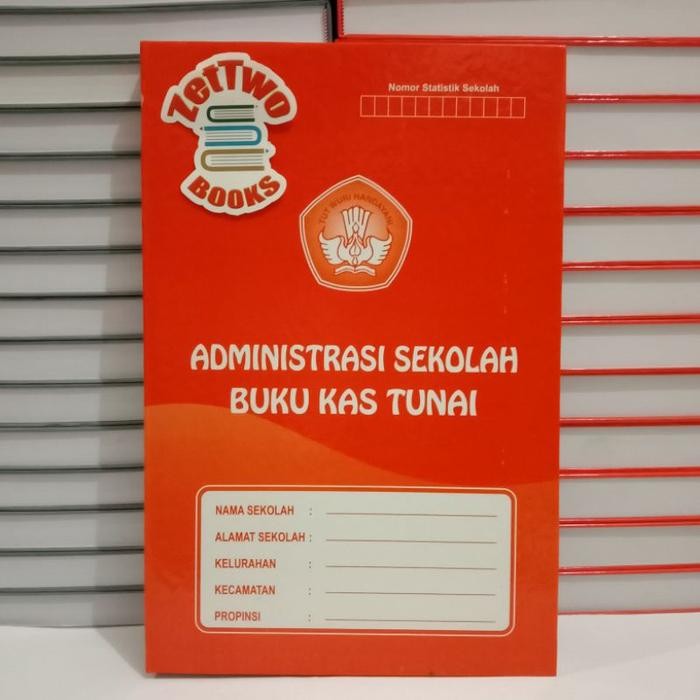 ZETTWO
BOOKS
Nomor Statistik Sekolah
TUT WURI HANDAYANI
ADMINISTRASI SEKOLAH
BUKU KAS TUNAI
NAMA SEKOLAH :
ALAMAT SEKOLAH :
KELURAHAN :
KECAMATAN :
PROPINSI :